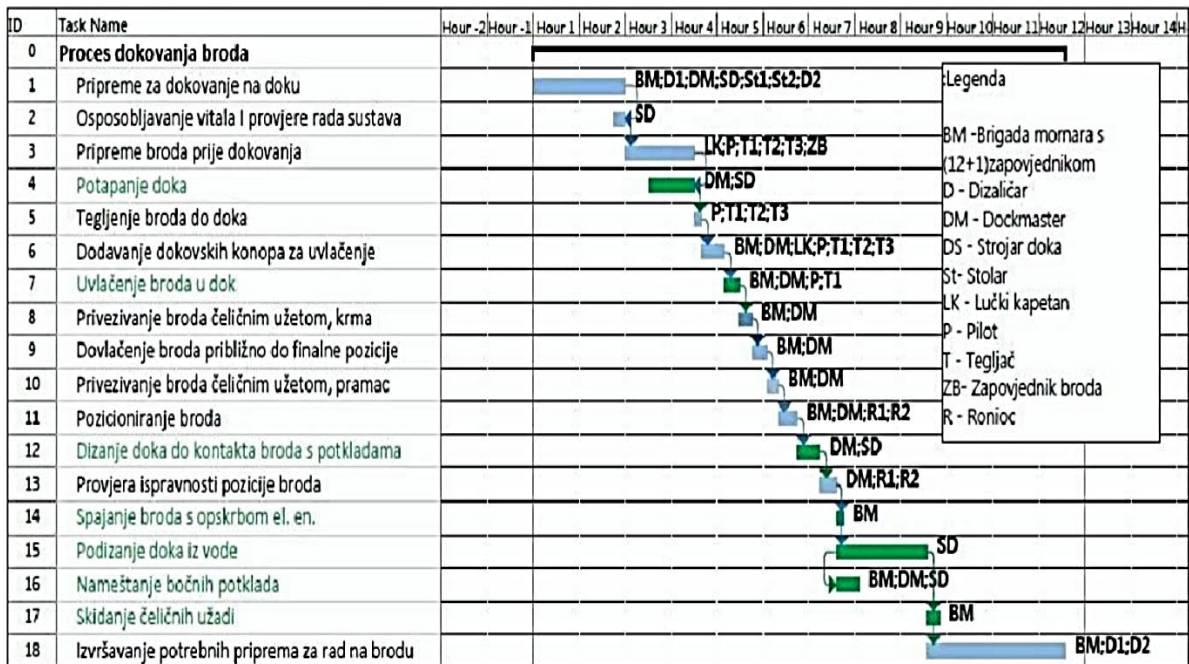 ID Task Name Hour -2 Hour -1 Hour 1 Hour 2 Hour 3 Hour 4 Hour 5 Hour 6 Hour 7 Hour 8 Hour 9 Hour 10 Hour 11 Hour 12 Hour 13 Hour 14 H
0 Proces dokovanja broda
1 Pripreme za dokovanje na doku BM;D1;DM;SD;St1;St2;D2
2 Osposobljavanje vitala I provjere rada sustava SD
3 Pripreme broda prije dokovanja LK;P;T1;T2;T3;ZB
4 Potapanje doka DM;SD
5 Tegljenje broda do doka P;T1;T2;T3
6 Dodavanje dokovskih konopa za uvlačenje BM;DM;LK;P;T1;T2;T3
7 Uvlačenje broda u dok BM;DM;P;T1
8 Privezivanje broda čeličnim užetom, krma BM;DM
9 Dovlačenje broda približno do finalne pozicije BM;DM
10 Privezivanje broda čeličnim užetom, pramac BM;DM
11 Pozicioniranje broda BM;DM;R1;R2
12 Dizanje doka do kontakta broda s potkladama DM;SD
13 Provjera ispravnosti pozicije broda DM;R1;R2
14 Spajanje broda s opskrbom el. en. BM
15 Podizanje doka iz vode SD
16 Nameštanje bočnih potklada BM;DM;SD
17 Skidanje čeličnih užadi BM
18 Izvršavanje potrebnih priprema za rad na brodu BM;D1;D2
:Legenda
BM -Brigada mornara s
(12+1)zapovjednikom
D - Dizaličar
DM - Dockmaster
DS - Strojar doka
St- Stolar
LK - Lučki kapetan
P - Pilot
T - Tegljač
ZB- Zapovjednik broda
R - Ronioc